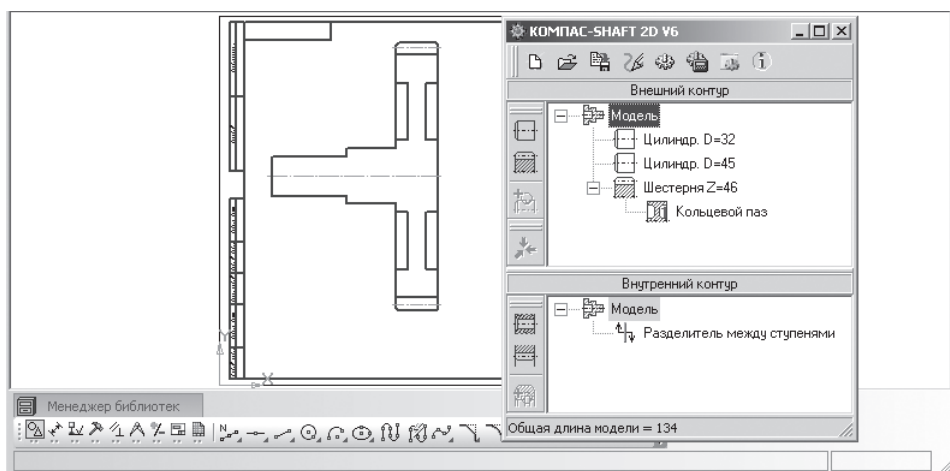 КОМПАС-SHAFT 2D V6
Внешний контур
Модель
Цилиндр. D=32
Цилиндр. D=45
Шестерня Z=46
Кольцевой паз
Внутренний контур
Модель
Разделитель между ступенями
Общая длина модели = 134
Y
X
Менеджер библиотек